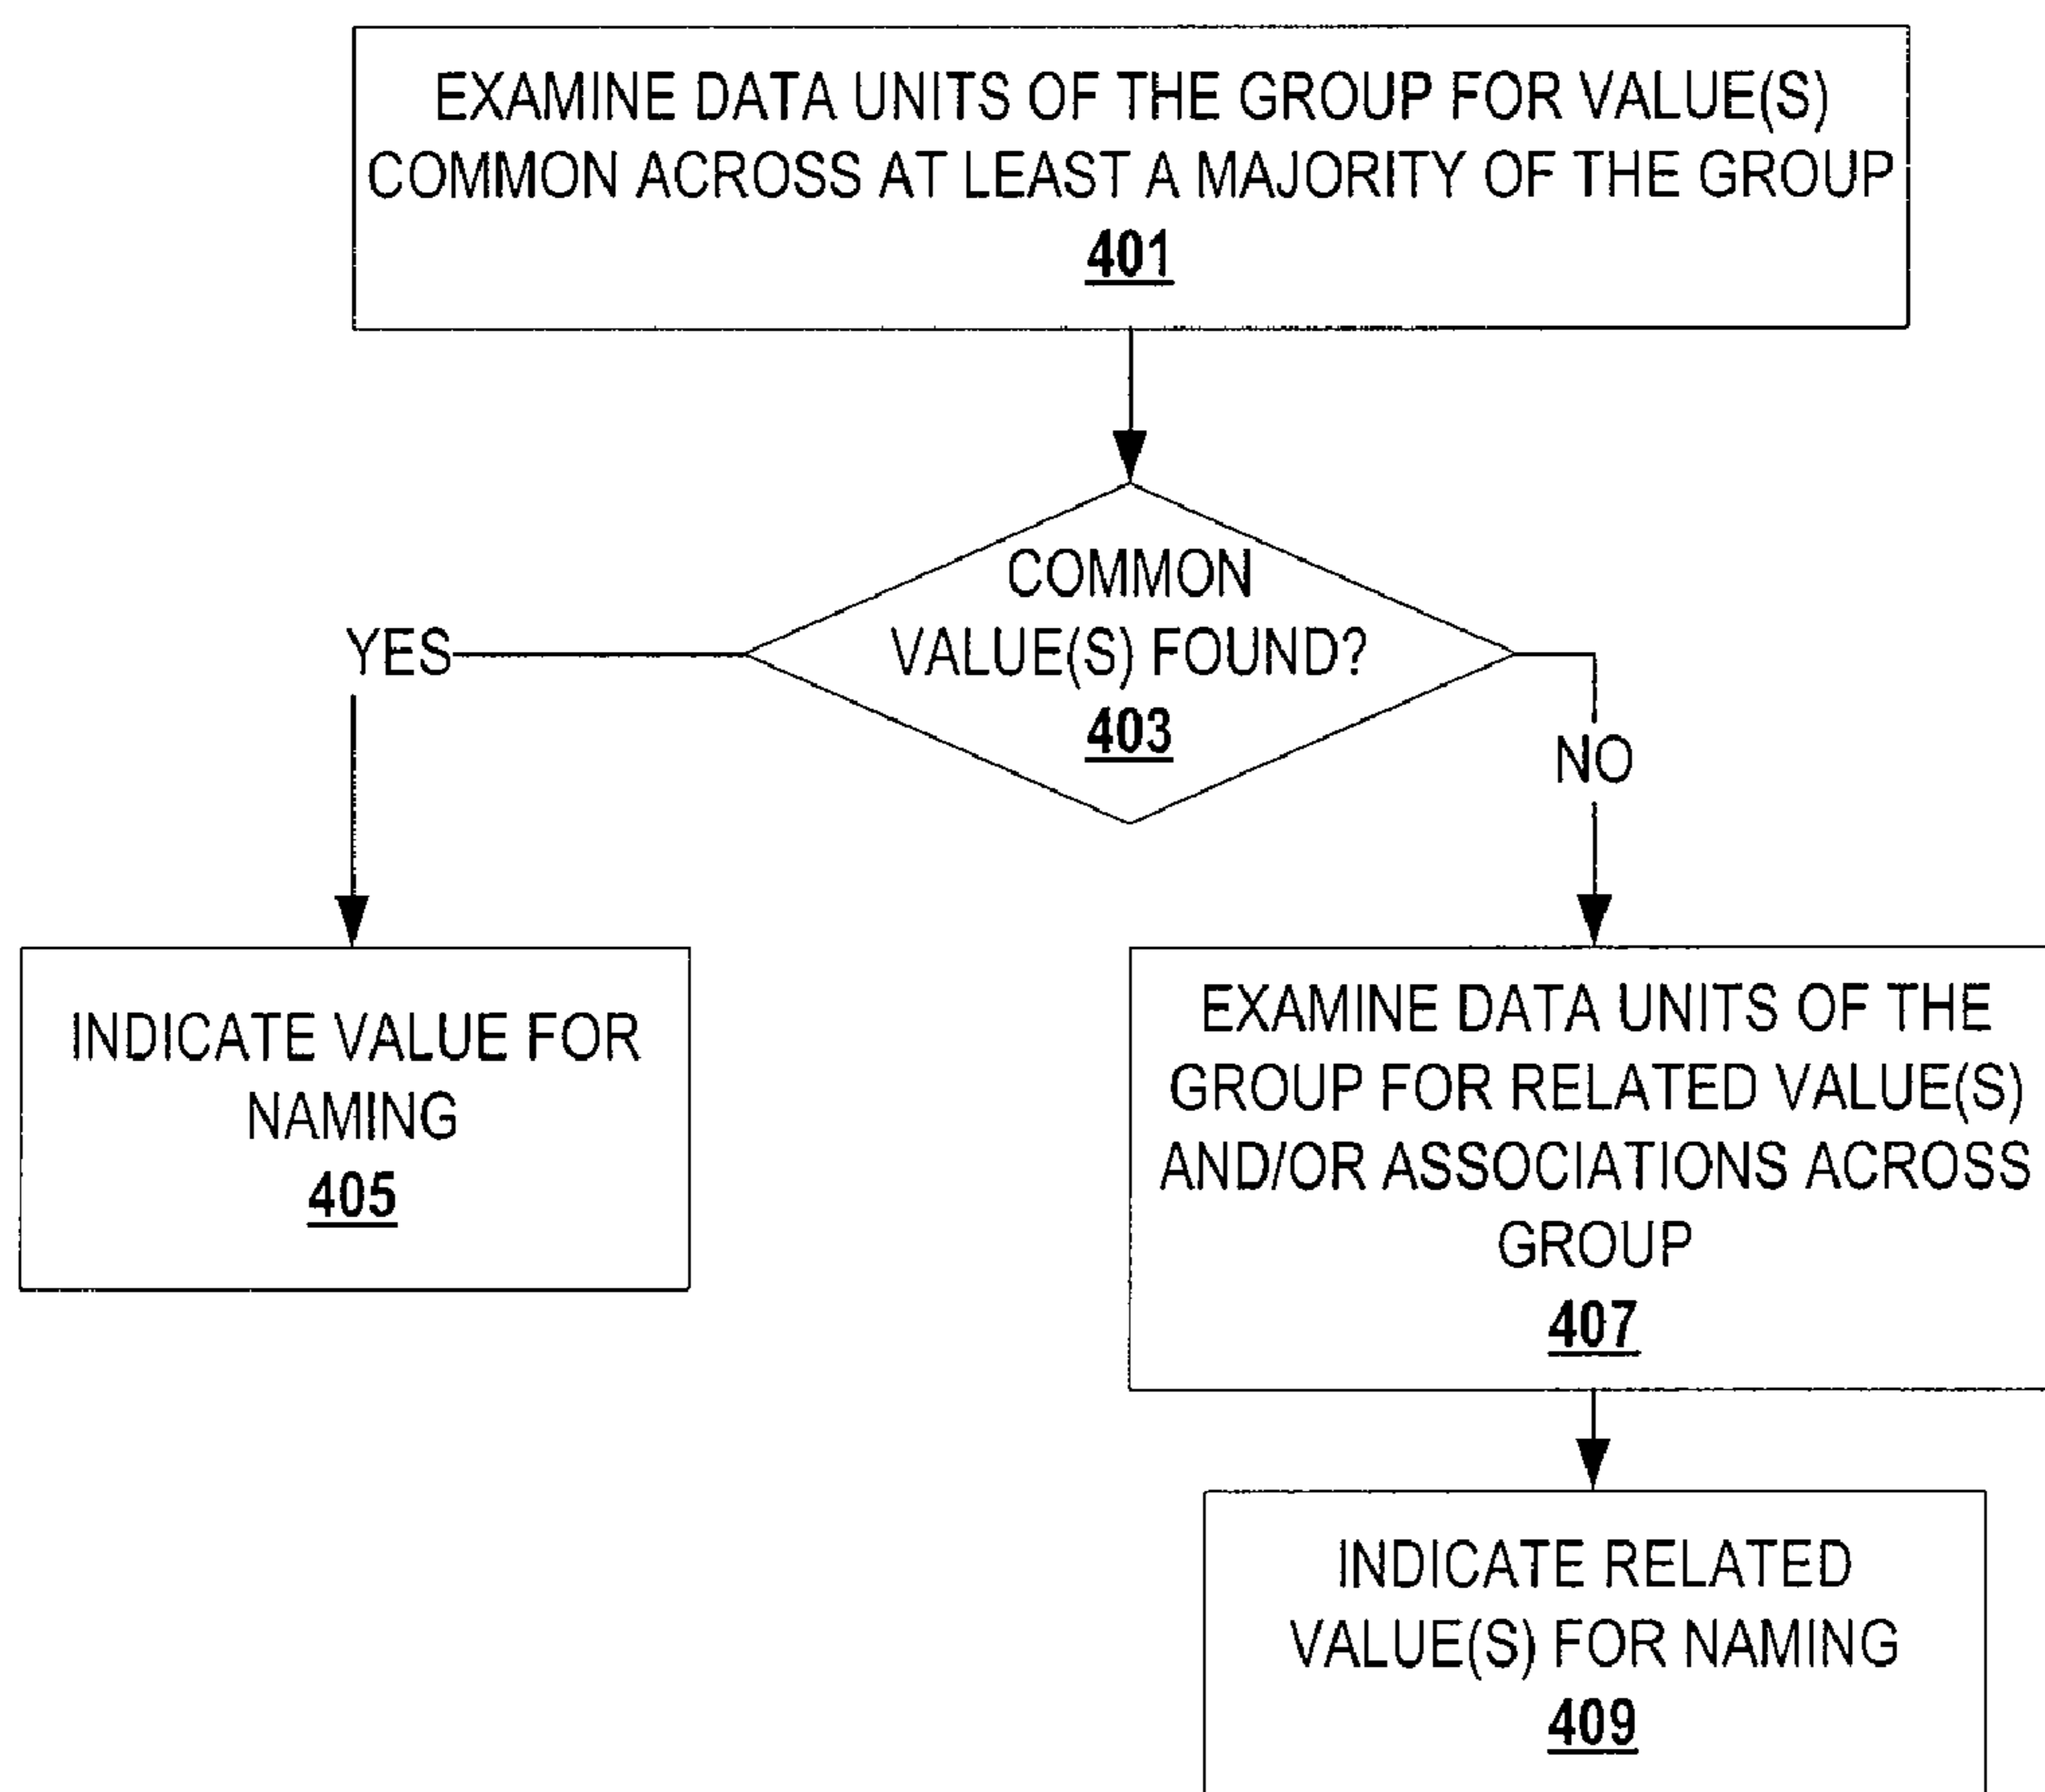 EXAMINE DATA UNITS OF THE GROUP FOR VALUE(S)
COMMON ACROSS AT LEAST A MAJORITY OF THE GROUP
401
COMMON
VALUE(S) FOUND?
403
YES
NO
INDICATE VALUE FOR
NAMING
405
EXAMINE DATA UNITS OF THE
GROUP FOR RELATED VALUE(S)
AND/OR ASSOCIATIONS ACROSS
GROUP
407
INDICATE RELATED
VALUE(S) FOR NAMING
409